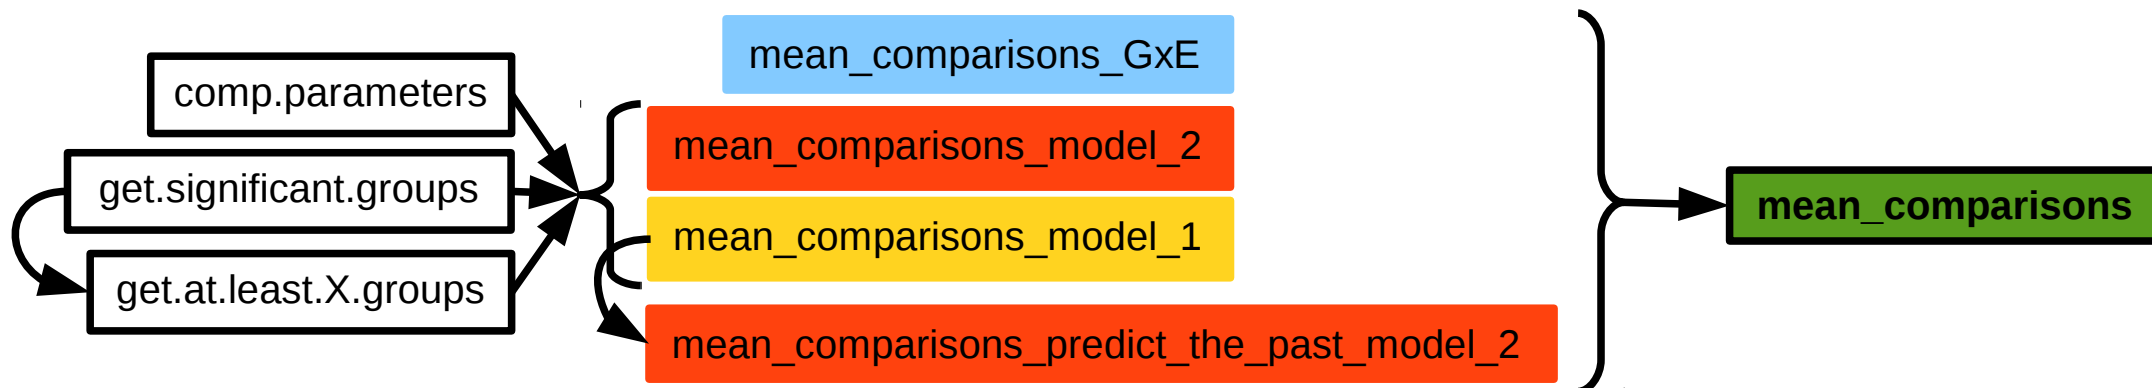 comp.parameters
get.significant.groups
get.at.least.X.groups
mean_comparisons_GxE
mean_comparisons_model_2
mean_comparisons_model_1
mean_comparisons_predict_the_past_model_2
mean_comparisons